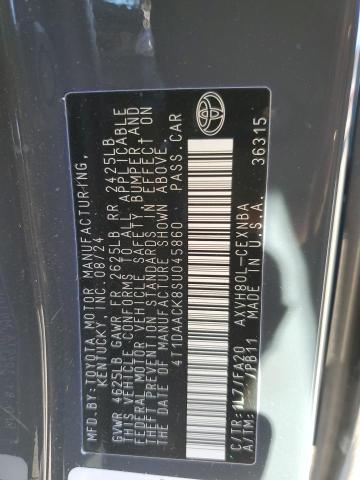 MFD.BY:TOYOTA MOTOR MANUFACTURING,
KENTUCKY,INC. 08/24
GVWR 4625LB GAWR FR 2625LB RR 2425LB
THIS VEHICLE CONFORMS TO ALL APPLICABLE
FEDERAL MOTOR VEHICLE SAFETY, BUMPER,AND
THEFT PREVENTION STANDARDS IN EFFECT ON
THE DATE OF MANUFACTURE SHOWN ABOVE.
4T1DAACK8SU045860 PASS.CAR
C/TR:1L7/FA20 AXVH80L-CEXNBA
A/TM: /PB11 MADE IN U.S.A.
36315